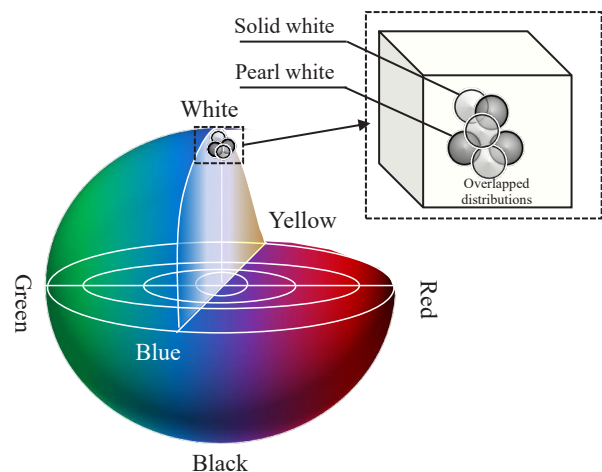 Solid white
Pearl white
White
Overlapped
distributions
Yellow
Green
Red
Blue
Black